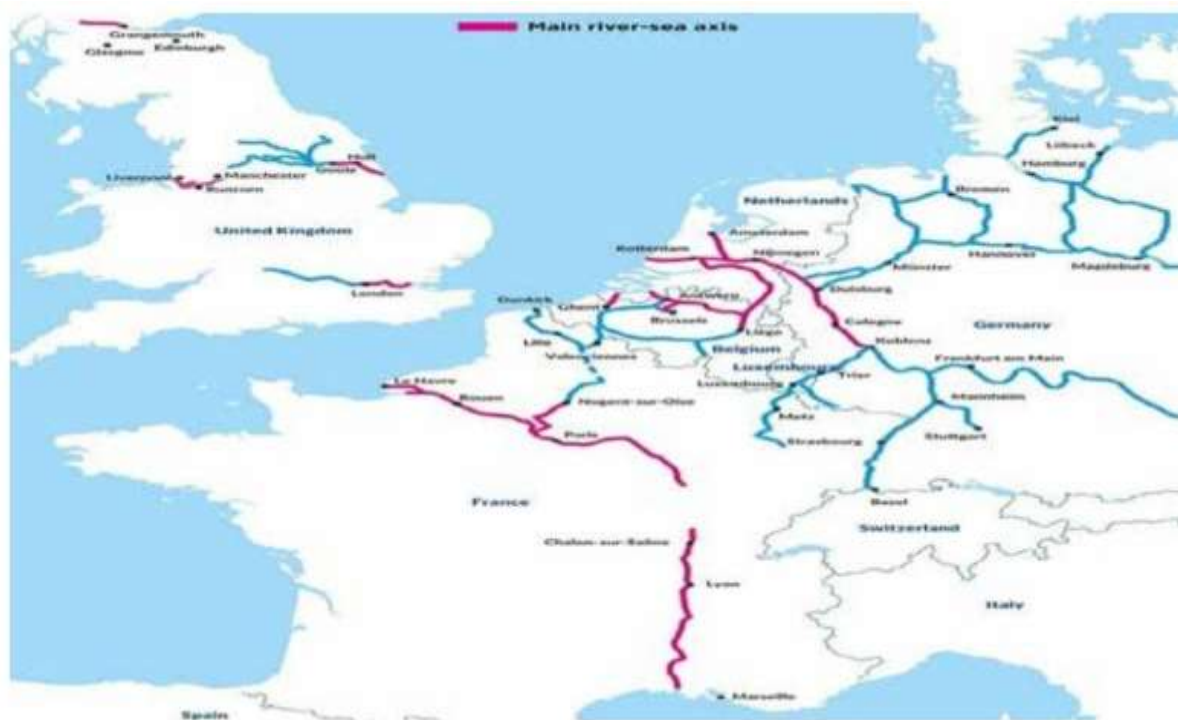 Main river-sea axis
Grangemouth
Glasgow
Edinburgh
Kiel
Lübeck
Hamburg
Hull
Goole
Liverpool
Manchester
Runcorn
Bremen
Netherlands
United Kingdom
Amsterdam
Rotterdam
Nijmegen
Hannover
Münster
Magdeburg
London
Duisburg
Dunkirk
Ghent
Antwerp
Brussels
Cologne
Germany
Lille
Liège
Valenciennes
Belgium
Koblenz
Luxembourg
Trier
Frankfurt am Main
Luxembourg
Le Havre
Rouen
Nogent-sur-Oise
Mannheim
Metz
Paris
Strasbourg
Stuttgart
France
Basel
Switzerland
Chalon-sur-Saône
Lyon
Italy
Marseille
Spain